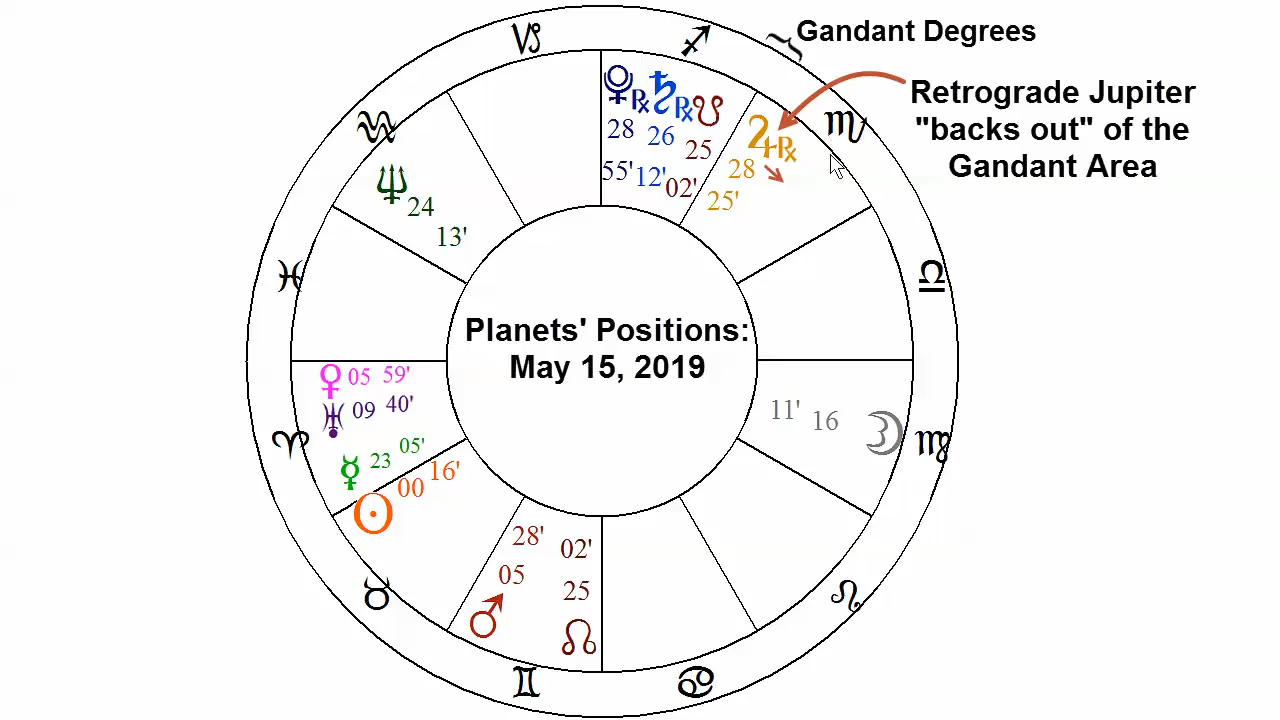 Gandant Degrees
Retrograde Jupiter
"backs out" of the
Gandant Area
♑ ♐
♏
♒
♎
♓
♍
♈
♌
♉
♊ ♋
♇℞ ♄℞ ☋
28 26 25
55' 12' 02'
♃℞
28
25'
♆ 24
13'
Planets' Positions:
May 15, 2019
♀ 05 59'
♅ 09 40'
☿ 23 05'
☉ 00 16'
11' 16 ☽
28' 02'
05 25
♂ ☊